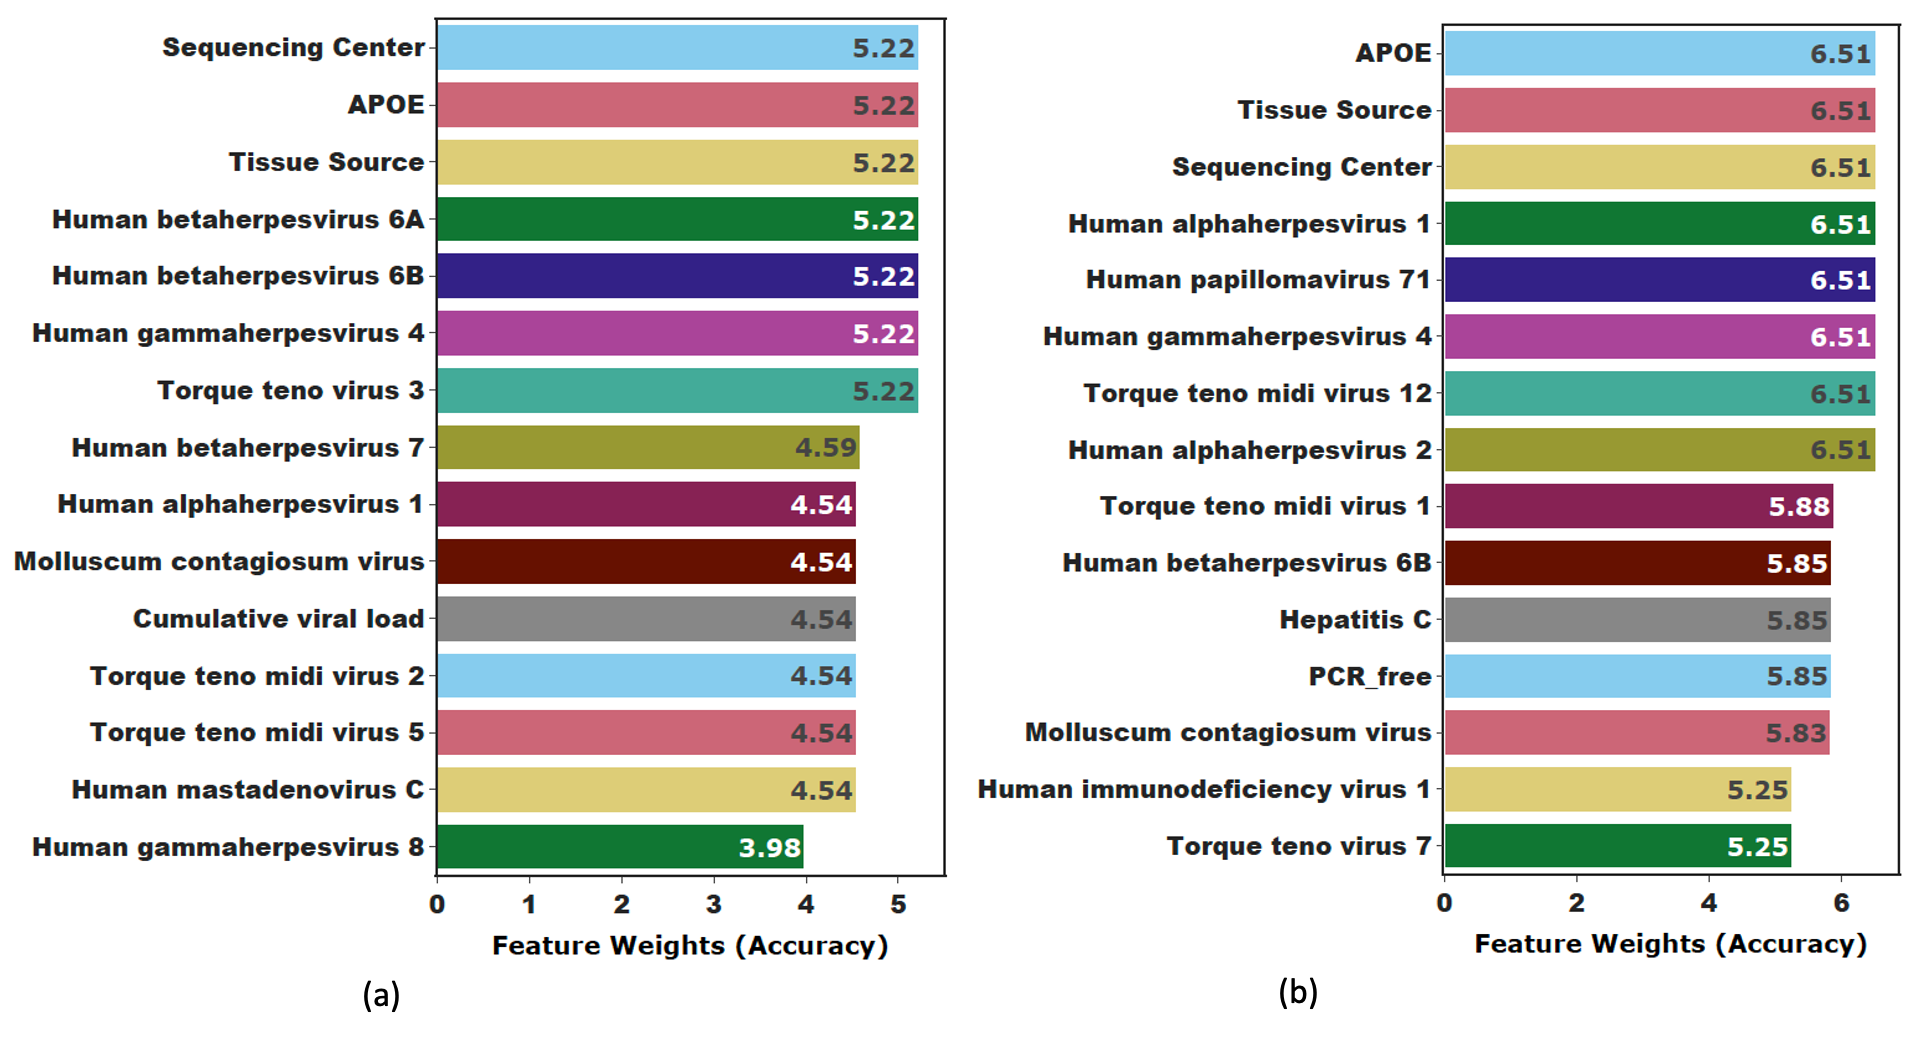 Sequencing Center 5.22
APOE 5.22
Tissue Source 5.22
Human betaherpesvirus 6A 5.22
Human betaherpesvirus 6B 5.22
Human gammaherpesvirus 4 5.22
Torque teno virus 3 5.22
Human betaherpesvirus 7 4.59
Human alphaherpesvirus 1 4.54
Molluscum contagiosum virus 4.54
Cumulative viral load 4.54
Torque teno midi virus 2 4.54
Torque teno midi virus 5 4.54
Human mastadenovirus C 4.54
Human gammaherpesvirus 8 3.98
0 1 2 3 4 5
Feature Weights (Accuracy)
(a)
APOE 6.51
Tissue Source 6.51
Sequencing Center 6.51
Human alphaherpesvirus 1 6.51
Human papillomavirus 71 6.51
Human gammaherpesvirus 4 6.51
Torque teno midi virus 12 6.51
Human alphaherpesvirus 2 6.51
Torque teno midi virus 1 5.88
Human betaherpesvirus 6B 5.85
Hepatitis C 5.85
PCR_free 5.85
Molluscum contagiosum virus 5.83
Human immunodeficiency virus 1 5.25
Torque teno virus 7 5.25
0 2 4 6
Feature Weights (Accuracy)
(b)